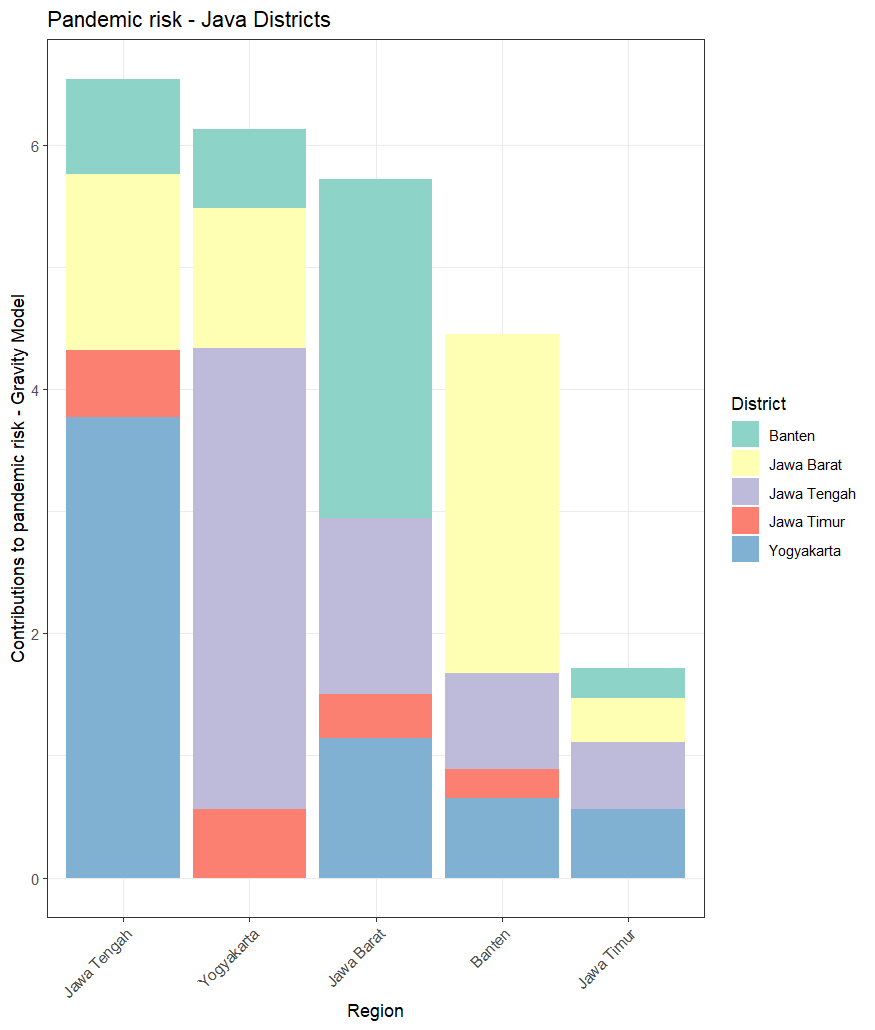 Pandemic risk - Java Districts
Contributions to pandemic risk - Gravity Model
6
4
2
0
Jawa Tengah
Yogyakarta
Jawa Barat
Banten
Jawa Timur
Region
District
Banten
Jawa Barat
Jawa Tengah
Jawa Timur
Yogyakarta